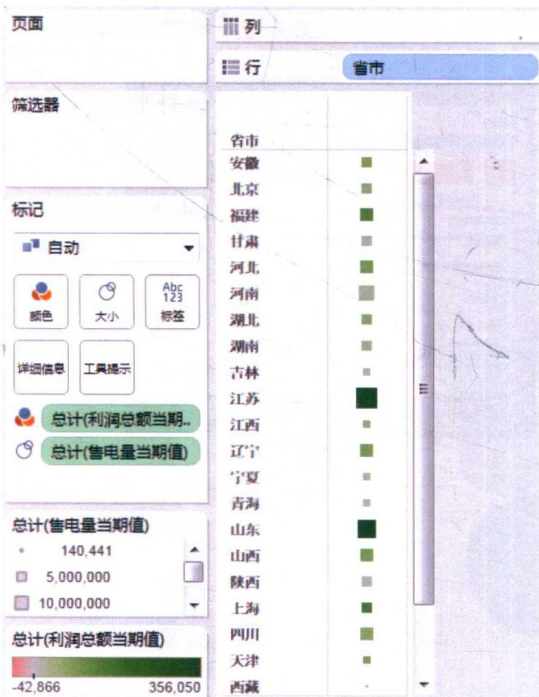 页面
列
行
省市
筛选器
标记
自动
颜色
大小
Abc
123
标签
详细信息
工具提示
总计(利润总额当期..
总计(售电量当期值)
总计(售电量当期值)
140,441
5,000,000
10,000,000
总计(利润总额当期值)
-42,866
356,050
省市
安徽
北京
福建
甘肃
河北
河南
湖北
湖南
吉林
江苏
江西
辽宁
宁夏
青海
山东
山西
陕西
上海
四川
天津
西藏